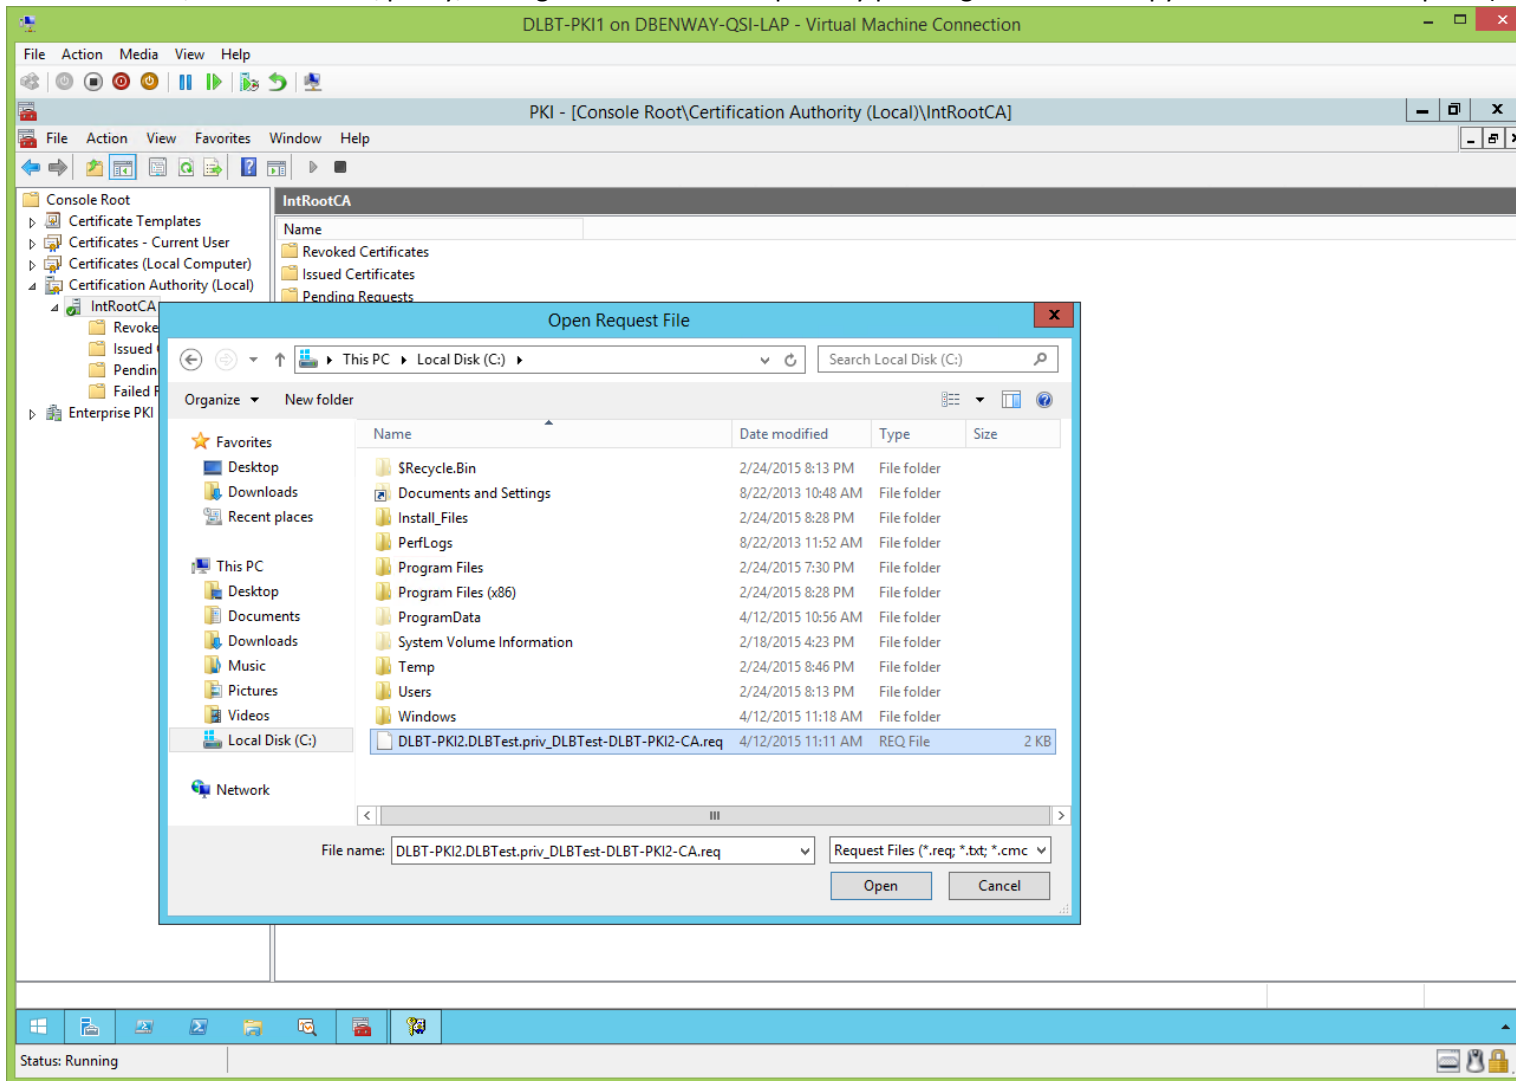 DLBT-PKI1 on DBENWAY-QSI-LAP - Virtual Machine Connection
File Action Media View Help
PKI - [Console Root\Certification Authority (Local)\IntRootCA]
File Action View Favorites Window Help
Console Root
Certificate Templates
Certificates - Current User
Certificates (Local Computer)
Certification Authority (Local)
IntRootCA
Revoke
Issued
Pendin
Failed R
Enterprise PKI
IntRootCA
Name
Revoked Certificates
Issued Certificates
Pending Requests
Open Request File
This PC Local Disk (C:)
Search Local Disk (C:)
Organize New folder
Favorites
Desktop
Downloads
Recent places
This PC
Desktop
Documents
Downloads
Music
Pictures
Videos
Local Disk (C:)
Network
Name Date modified Type Size
$Recycle.Bin 2/24/2015 8:13 PM File folder
Documents and Settings 8/22/2013 10:48 AM File folder
Install_Files 2/24/2015 8:28 PM File folder
PerfLogs 8/22/2013 11:52 AM File folder
Program Files 2/24/2015 7:30 PM File folder
Program Files (x86) 2/24/2015 8:28 PM File folder
ProgramData 4/12/2015 10:56 AM File folder
System Volume Information 2/18/2015 4:23 PM File folder
Temp 2/24/2015 8:46 PM File folder
Users 2/24/2015 8:13 PM File folder
Windows 4/12/2015 11:18 AM File folder
DLBT-PKI2.DLBTest.priv_DLBTest-DLBT-PKI2-CA.req 4/12/2015 11:11 AM REQ File 2 KB
File name: DLBT-PKI2.DLBTest.priv_DLBTest-DLBT-PKI2-CA.req
Request Files (*.req; *.txt; *.cmc
Open Cancel
Status: Running